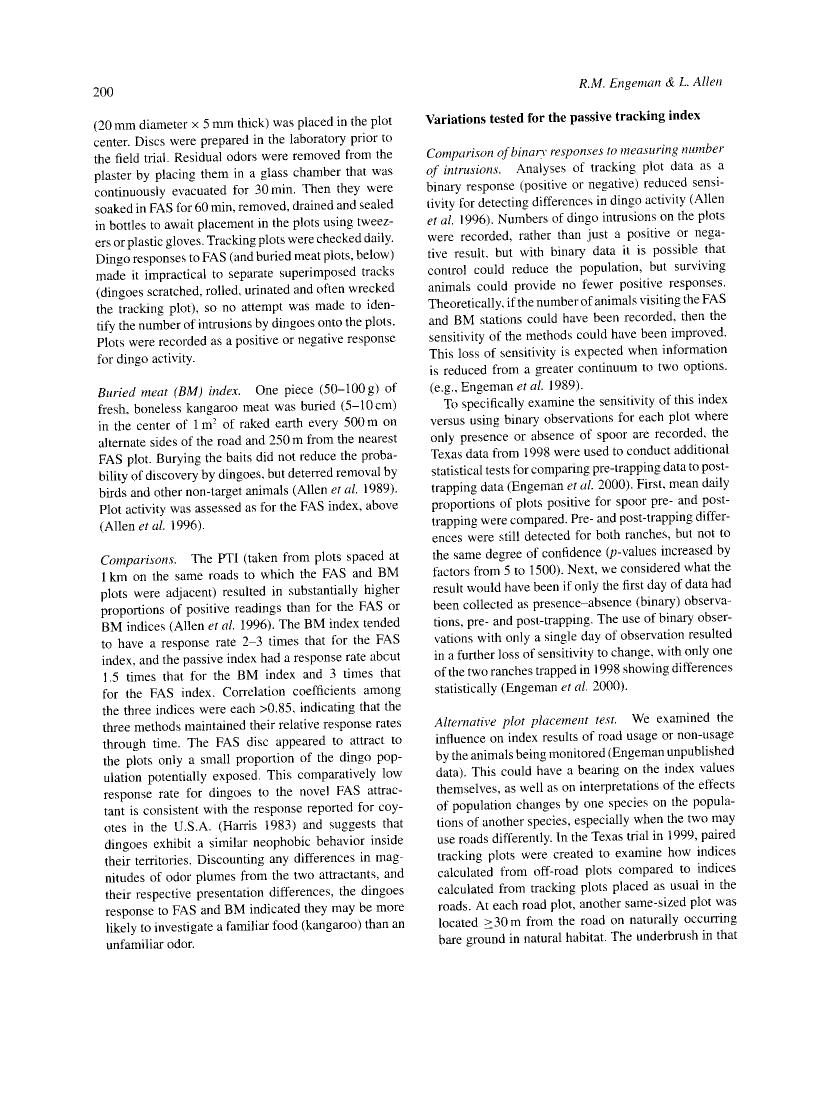 200
R.M. Engeman & L. Allen
(20 mm diameter × 5 mm thick) was placed in the plot
center. Discs were prepared in the laboratory prior to
the field trial. Residual odors were removed from the
plaster by placing them in a glass chamber that was
continuously evacuated for 30 min. Then they were
soaked in FAS for 60 min, removed, drained and sealed
in bottles to await placement in the plots using tweez-
ers or plastic gloves. Tracking plots were checked daily.
Dingo responses to FAS (and buried meat plots, below)
made it impractical to separate superimposed tracks
(dingoes scratched, rolled, urinated and often wrecked
the tracking plot), so no attempt was made to iden-
tify the number of intrusions by dingoes onto the plots.
Plots were recorded as a positive or negative response
for dingo activity.
Buried meat (BM) index. One piece (50–100 g) of
fresh, boneless kangaroo meat was buried (5–10 cm)
in the center of 1 m² of raked earth every 500 m on
alternate sides of the road and 250 m from the nearest
FAS plot. Burying the baits did not reduce the proba-
bility of discovery by dingoes, but deterred removal by
birds and other non-target animals (Allen et al. 1989).
Plot activity was assessed as for the FAS index, above
(Allen et al. 1996).
Comparisons. The PTI (taken from plots spaced at
1 km on the same roads to which the FAS and BM
plots were adjacent) resulted in substantially higher
proportions of positive readings than for the FAS or
BM indices (Allen et al. 1996). The BM index tended
to have a response rate 2–3 times that for the FAS
index, and the passive index had a response rate about
1.5 times that for the BM index and 3 times that
for the FAS index. Correlation coefficients among
the three indices were each >0.85, indicating that the
three methods maintained their relative response rates
through time. The FAS disc appeared to attract to
the plots only a small proportion of the dingo pop-
ulation potentially exposed. This comparatively low
response rate for dingoes to the novel FAS attrac-
tant is consistent with the response reported for coy-
otes in the U.S.A. (Harris 1983) and suggests that
dingoes exhibit a similar neophobic behavior inside
their territories. Discounting any differences in mag-
nitudes of odor plumes from the two attractants, and
their respective presentation differences, the dingoes
response to FAS and BM indicated they may be more
likely to investigate a familiar food (kangaroo) than an
unfamiliar odor.
Variations tested for the passive tracking index
Comparison of binary responses to measuring number
of intrusions. Analyses of tracking plot data as a
binary response (positive or negative) reduced sensi-
tivity for detecting differences in dingo activity (Allen
et al. 1996). Numbers of dingo intrusions on the plots
were recorded, rather than just a positive or nega-
tive result, but with binary data it is possible that
control could reduce the population, but surviving
animals could provide no fewer positive responses.
Theoretically, if the number of animals visiting the FAS
and BM stations could have been recorded, then the
sensitivity of the methods could have been improved.
This loss of sensitivity is expected when information
is reduced from a greater continuum to two options.
(e.g., Engeman et al. 1989).
To specifically examine the sensitivity of this index
versus using binary observations for each plot where
only presence or absence of spoor are recorded, the
Texas data from 1998 were used to conduct additional
statistical tests for comparing pre-trapping data to post-
trapping data (Engeman et al. 2000). First, mean daily
proportions of plots positive for spoor pre- and post-
trapping were compared. Pre- and post-trapping differ-
ences were still detected for both ranches, but not to
the same degree of confidence (p-values increased by
factors from 5 to 1500). Next, we considered what the
result would have been if only the first day of data had
been collected as presence–absence (binary) observa-
tions, pre- and post-trapping. The use of binary obser-
vations with only a single day of observation resulted
in a further loss of sensitivity to change, with only one
of the two ranches trapped in 1998 showing differences
statistically (Engeman et al. 2000).
Alternative plot placement test. We examined the
influence on index results of road usage or non-usage
by the animals being monitored (Engeman unpublished
data). This could have a bearing on the index values
themselves, as well as on interpretations of the effects
of population changes by one species on the popula-
tions of another species, especially when the two may
use roads differently. In the Texas trial in 1999, paired
tracking plots were created to examine how indices
calculated from off-road plots compared to indices
calculated from tracking plots placed as usual in the
roads. At each road plot, another same-sized plot was
located ≥30 m from the road on naturally occurring
bare ground in natural habitat. The underbrush in that